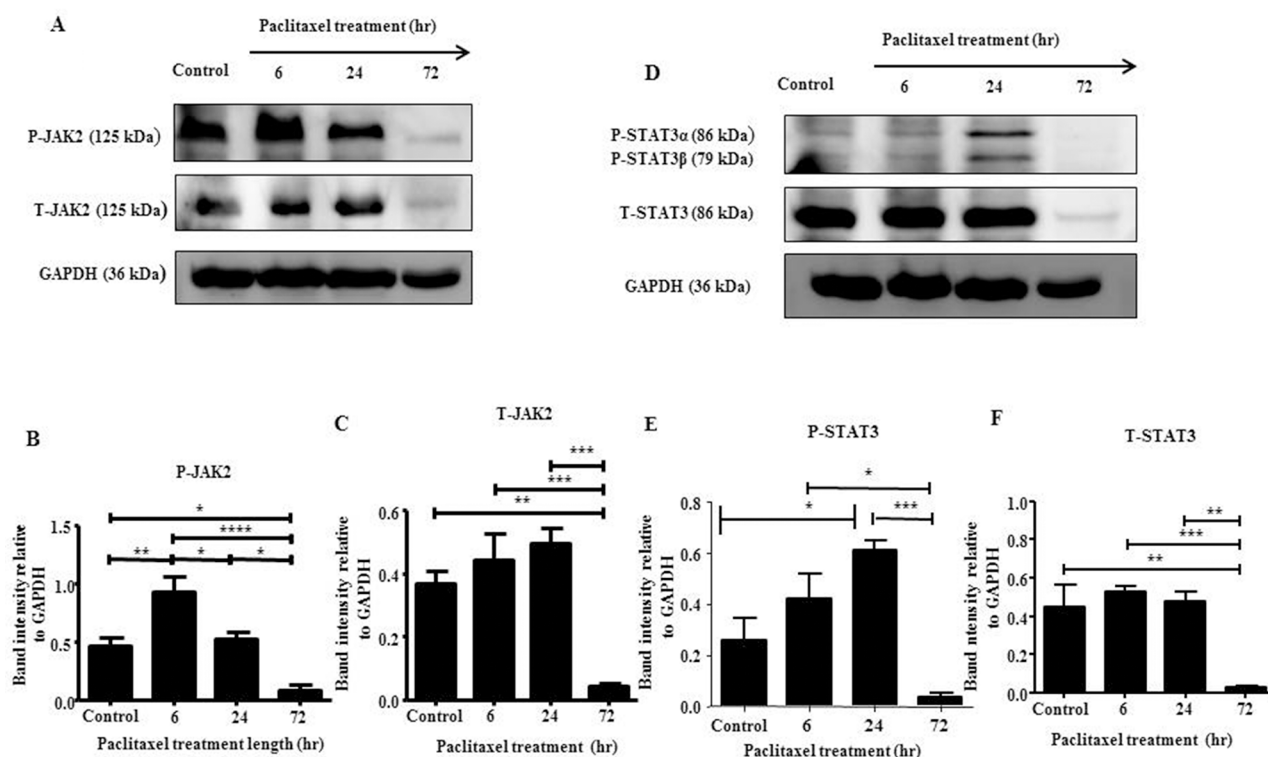 A
Paclitaxel treatment (hr)
Control 6 24 72
P-JAK2 (125 kDa)
T-JAK2 (125 kDa)
GAPDH (36 kDa)
D
Paclitaxel treatment (hr)
Control 6 24 72
P-STAT3α (86 kDa)
P-STAT3β (79 kDa)
T-STAT3 (86 kDa)
GAPDH (36 kDa)
B
P-JAK2
*
****
** * *
Band intensity relative
to GAPDH
1.5
1.0
0.5
0.0
Control 6 24 72
Paclitaxel treatment length (hr)
C
T-JAK2
***
***
**
Band intensity relative
to GAPDH
0.6
0.4
0.2
0.0
Control 6 24 72
Paclitaxel treatment (hr)
E
P-STAT3
*
* ***
Band intensity relative
to GAPDH
0.8
0.6
0.4
0.2
0.0
Control 6 24 72
Paclitaxel treatment (hr)
F
T-STAT3
**
***
**
Band ntensity relative
to GAPDH
1.0
0.8
0.6
0.4
0.2
0.0
Control 6 24 72
Paclitaxel treatment (hr)